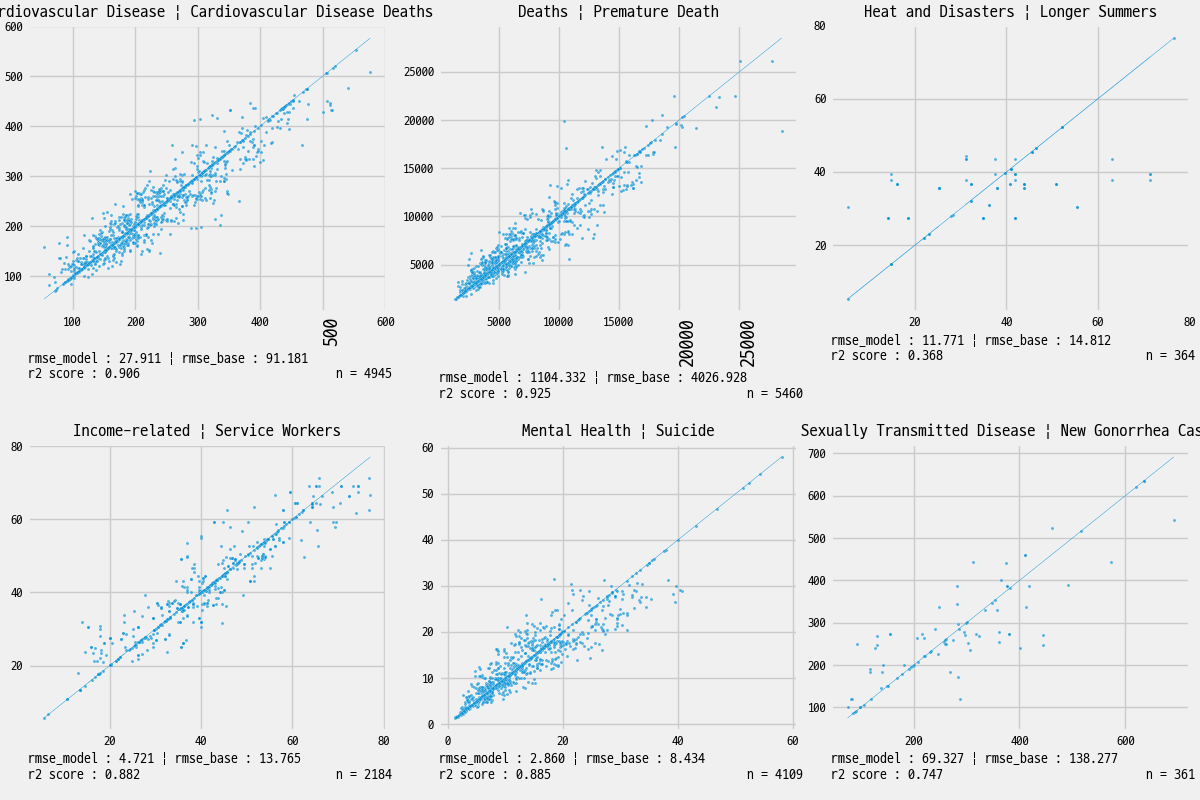 rdiovascular Disease ¦ Cardiovascular Disease Deaths
600
500
400
300
200
100
100 200 300 400 500 600
rmse_model : 27.911 ¦ rmse_base : 91.181
r2 score : 0.906 n = 4945
Deaths ¦ Premature Death
25000
20000
15000
10000
5000
5000 10000 15000 20000 25000
rmse_model : 1104.332 ¦ rmse_base : 4026.928
r2 score : 0.925 n = 5460
Heat and Disasters ¦ Longer Summers
80
60
40
20
20 40 60 80
rmse_model : 11.771 ¦ rmse_base : 14.812
r2 score : 0.368 n = 364
Income-related ¦ Service Workers
80
60
40
20
20 40 60 80
rmse_model : 4.721 ¦ rmse_base : 13.765
r2 score : 0.882 n = 2184
Mental Health ¦ Suicide
60
50
40
30
20
10
0
0 20 40 60
rmse_model : 2.860 ¦ rmse_base : 8.434
r2 score : 0.885 n = 4109
Sexually Transmitted Disease ¦ New Gonorrhea Cas
700
600
500
400
300
200
100
200 400 600
rmse_model : 69.327 ¦ rmse_base : 138.277
r2 score : 0.747 n = 361